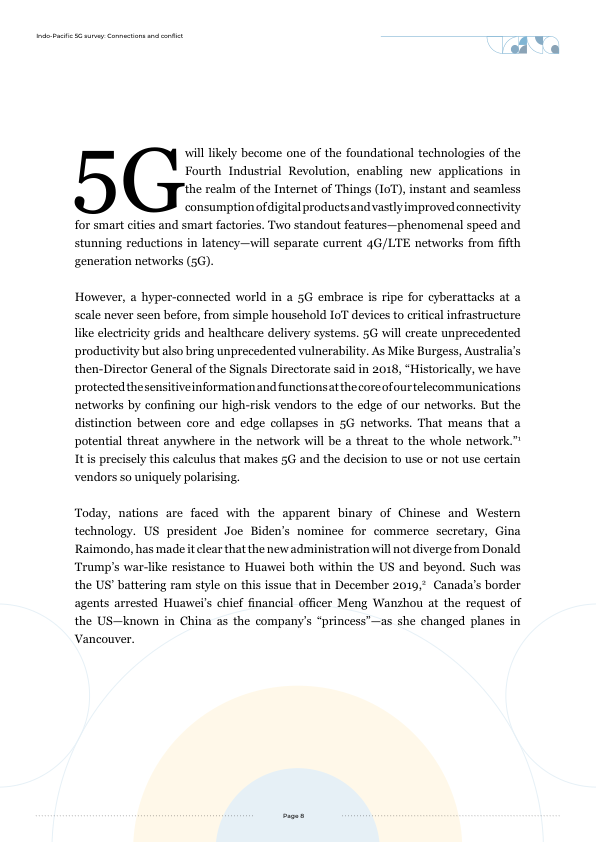 Indo-Pacific 5G survey: Connections and conflict
5G will likely become one of the foundational technologies of the
Fourth Industrial Revolution, enabling new applications in
the realm of the Internet of Things (IoT), instant and seamless
consumption of digital products and vastly improved connectivity
for smart cities and smart factories. Two standout features—phenomenal speed and
stunning reductions in latency—will separate current 4G/LTE networks from fifth
generation networks (5G).
However, a hyper-connected world in a 5G embrace is ripe for cyberattacks at a
scale never seen before, from simple household IoT devices to critical infrastructure
like electricity grids and healthcare delivery systems. 5G will create unprecedented
productivity but also bring unprecedented vulnerability. As Mike Burgess, Australia’s
then-Director General of the Signals Directorate said in 2018, “Historically, we have
protected the sensitive information and functions at the core of our telecommunications
networks by confining our high-risk vendors to the edge of our networks. But the
distinction between core and edge collapses in 5G networks. That means that a
potential threat anywhere in the network will be a threat to the whole network.”¹
It is precisely this calculus that makes 5G and the decision to use or not use certain
vendors so uniquely polarising.
Today, nations are faced with the apparent binary of Chinese and Western
technology. US president Joe Biden’s nominee for commerce secretary, Gina
Raimondo, has made it clear that the new administration will not diverge from Donald
Trump’s war-like resistance to Huawei both within the US and beyond. Such was
the US’ battering ram style on this issue that in December 2019,² Canada’s border
agents arrested Huawei’s chief financial officer Meng Wanzhou at the request of
the US—known in China as the company’s “princess”—as she changed planes in
Vancouver.
Page 8